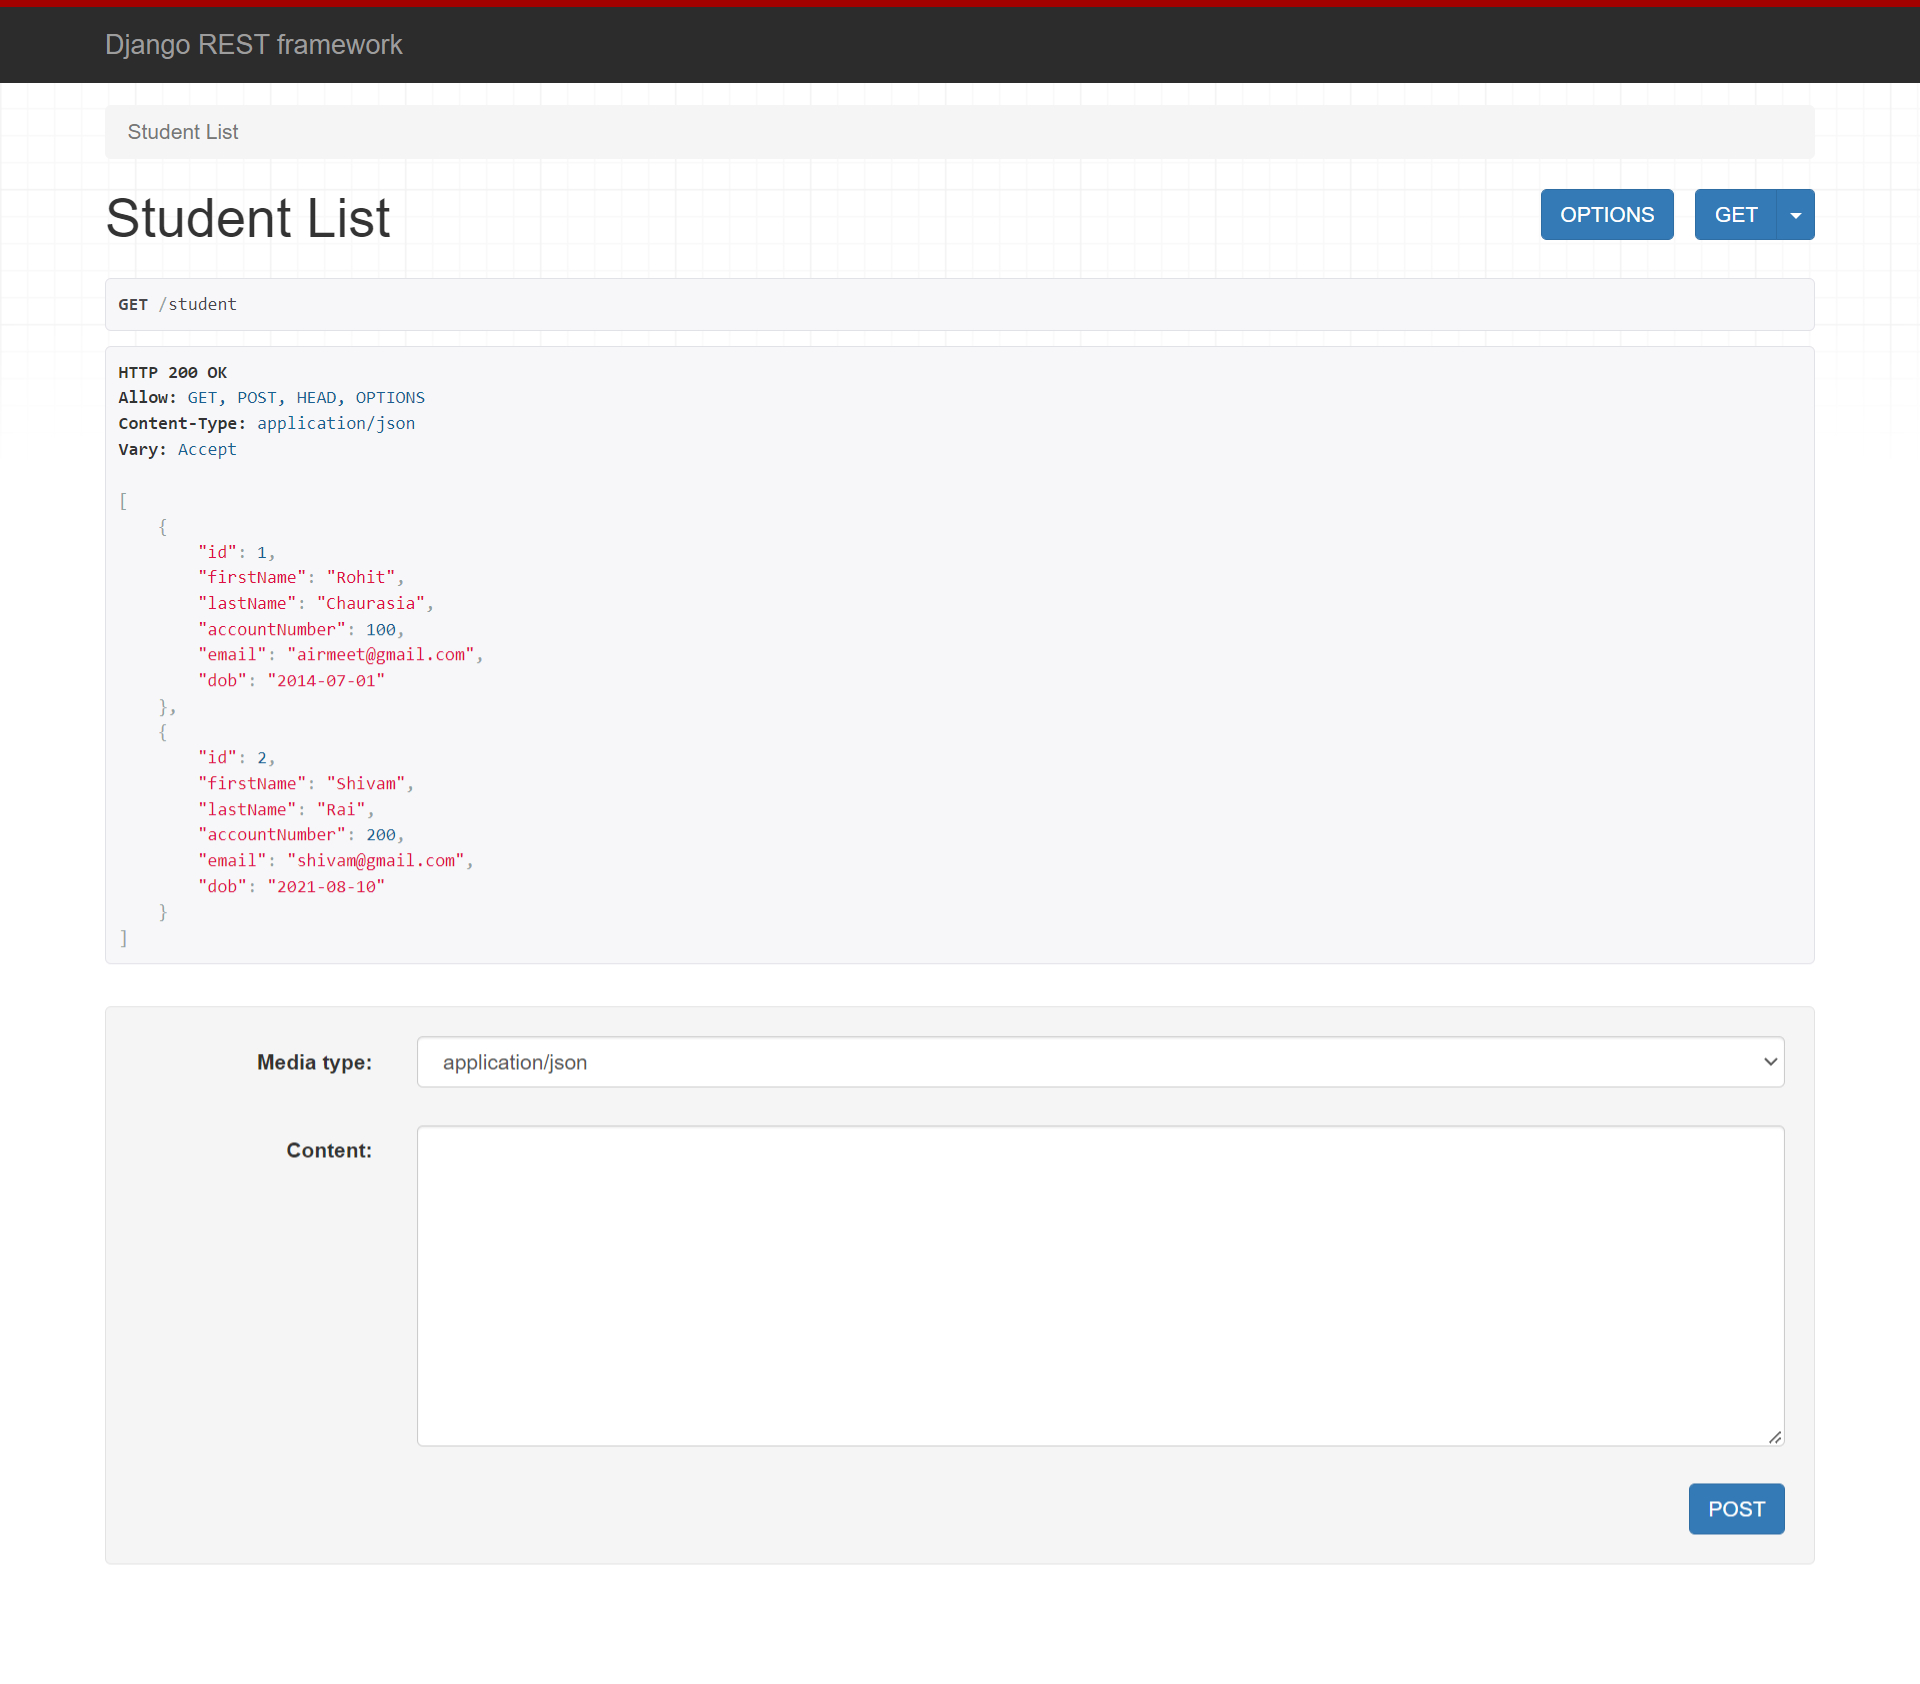 Django REST framework
Student List
Student List
OPTIONS GET
GET /student
HTTP 200 OK
Allow: GET, POST, HEAD, OPTIONS
Content-Type: application/json
Vary: Accept
[
    {
        "id": 1,
        "firstName": "Rohit",
        "lastName": "Chaurasia",
        "accountNumber": 100,
        "email": "airmeet@gmail.com",
        "dob": "2014-07-01"
    },
    {
        "id": 2,
        "firstName": "Shivam",
        "lastName": "Rai",
        "accountNumber": 200,
        "email": "shivam@gmail.com",
        "dob": "2021-08-10"
    }
]
Media type: application/json
Content:
POST